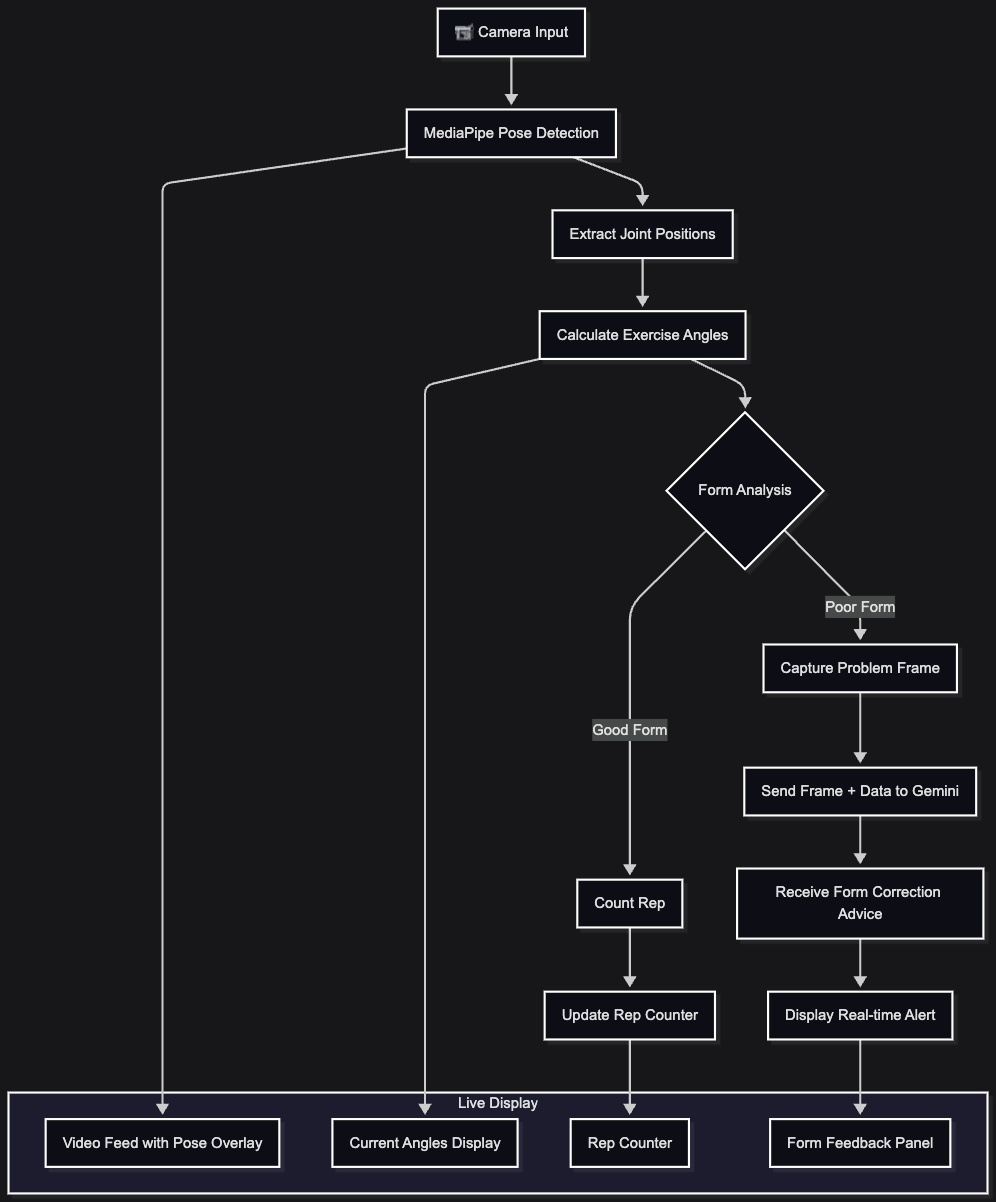 Camera Input
MediaPipe Pose Detection
Extract Joint Positions
Calculate Exercise Angles
Form Analysis
Poor Form
Capture Problem Frame
Good Form
Send Frame + Data to Gemini
Count Rep
Receive Form Correction
Advice
Update Rep Counter
Display Real-time Alert
Live Display
Video Feed with Pose Overlay
Current Angles Display
Rep Counter
Form Feedback Panel